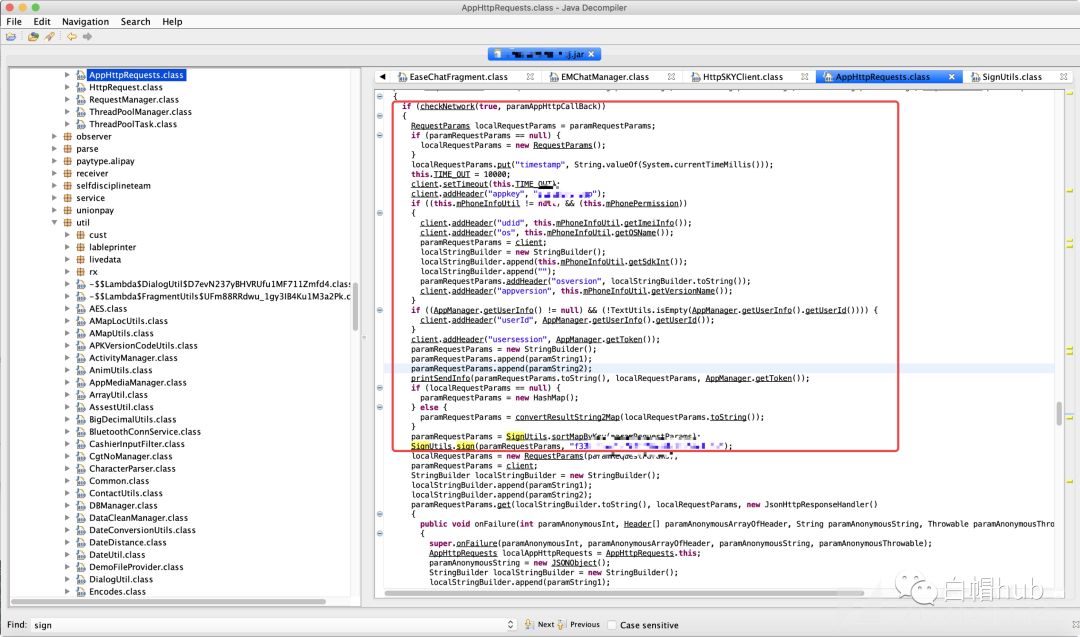 AppHttpRequests.class - Java Decompiler
File Edit Navigation Search Help
j.jar
AppHttpRequests.class
HttpRequest.class
RequestManager.class
ThreadPoolManager.class
ThreadPoolTask.class
observer
parse
paytype.alipay
receiver
selfdisciplineteam
service
unionpay
util
cust
lableprinter
livedata
rx
-$$Lambda$DialogUtil$D7evN237yBHVRUfu1MF711Zmfd4.class
-$$Lambda$FragmentUtils$UFm88RRdwu_1gy3IB4Ku1M3a2Pk.c
AES.class
AMapLocUtils.class
AMapUtils.class
APKVersionCodeUtils.class
ActivityManager.class
AnimUtils.class
AppMediaManager.class
ArrayUtil.class
AssestUtil.class
BigDecimalUtils.class
BluetoothConnService.class
CashierInputFilter.class
CgtNoManager.class
CharacterParser.class
Common.class
ContactUtils.class
DBManager.class
DataCleanManager.class
DateConversionUtils.class
DateDistance.class
DateUtil.class
DemoFileProvider.class
DialogUtil.class
Encodes.class
EaseChatFragment.class EMChatManager.class HttpSKYClient.class AppHttpRequests.class SignUtils.class
{
if (checkNetwork(true, paramAppHttpCallBack))
{
RequestParams localRequestParams = paramRequestParams;
if (paramRequestParams == null) {
localRequestParams = new RequestParams();
}
localRequestParams.put("timestamp", String.valueOf(System.currentTimeMillis()));
this.TIME_OUT = 10000;
client.setTimeout(this.TIME_OUT);
client.addHeader("appkey", "
if ((this.mPhoneInfoUtil != null) && (this.mPhonePermission))
{
client.addHeader("udid", this.mPhoneInfoUtil.getImeiInfo());
client.addHeader("os", this.mPhoneInfoUtil.getOSName());
paramRequestParams = client;
localStringBuilder = new StringBuilder();
localStringBuilder.append(this.mPhoneInfoUtil.getSdkInt());
localStringBuilder.append("");
paramRequestParams.addHeader("osversion", localStringBuilder.toString());
client.addHeader("appversion", this.mPhoneInfoUtil.getVersionName());
}
if ((AppManager.getUserInfo() != null) && (!TextUtils.isEmpty(AppManager.getUserInfo().getUserId()))) {
client.addHeader("userId", AppManager.getUserInfo().getUserId());
}
client.addHeader("usersession", AppManager.getToken());
paramRequestParams = new StringBuilder();
paramRequestParams.append(paramString1);
paramRequestParams.append(paramString2);
printSendInfo(paramRequestParams.toString(), localRequestParams, AppManager.getToken());
if (localRequestParams == null) {
paramRequestParams = new HashMap();
} else {
paramRequestParams = convertResultString2Map(localRequestParams.toString());
}
paramRequestParams = SignUtils.sortMapByKey(paramRequestParams);
SignUtils.sign(paramRequestParams, "f33 ");
localRequestParams = new RequestParams(paramRequestParams);
paramRequestParams = client;
StringBuilder localStringBuilder = new StringBuilder();
localStringBuilder.append(paramString1);
localStringBuilder.append(paramString2);
paramRequestParams.get(localStringBuilder.toString(), localRequestParams, new JsonHttpResponseHandler()
{
public void onFailure(int paramAnonymousInt, Header[] paramAnonymousArrayOfHeader, String paramAnonymousString, Throwable paramAnonymousThro
{
super.onFailure(paramAnonymousInt, paramAnonymousArrayOfHeader, paramAnonymousString, paramAnonymousThrowable);
AppHttpRequests localAppHttpRequests = AppHttpRequests.this;
paramAnonymousString = new JSONObject();
StringBuilder localStringBuilder = new StringBuilder();
localStringBuilder.append(paramString1);
白帽hub
Find: sign Next Previous Case sensitive